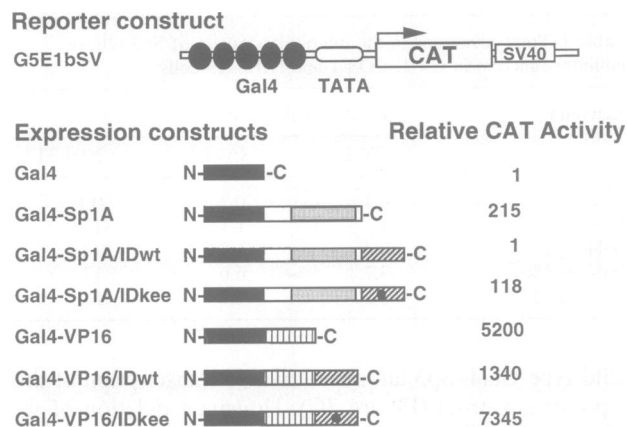 Reporter construct
G5E1bSV
CAT
SV40
Gal4 TATA
Expression constructs Relative CAT Activity
Gal4 N- -C 1
Gal4-Sp1A N- -C 215
Gal4-Sp1A/IDwt N- -C 1
Gal4-Sp1A/IDkee N- -C 118
Gal4-VP16 N- -C 5200
Gal4-VP16/IDwt N- -C 1340
Gal4-VP16/IDkee N- -C 7345